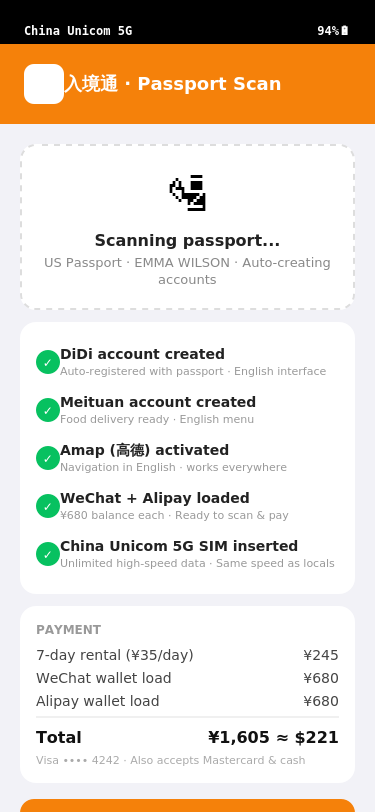 China Unicom 5G 94%
入境通 · Passport Scan
Scanning passport...
US Passport · EMMA WILSON · Auto-creating
accounts
✓ DiDi account created
Auto-registered with passport · English interface
✓ Meituan account created
Food delivery ready · English menu
✓ Amap (高德) activated
Navigation in English · works everywhere
✓ WeChat + Alipay loaded
¥680 balance each · Ready to scan & pay
✓ China Unicom 5G SIM inserted
Unlimited high-speed data · Same speed as locals
PAYMENT
7-day rental (¥35/day) ¥245
WeChat wallet load ¥680
Alipay wallet load ¥680
Total ¥1,605 ≈ $221
Visa •••• 4242 · Also accepts Mastercard & cash